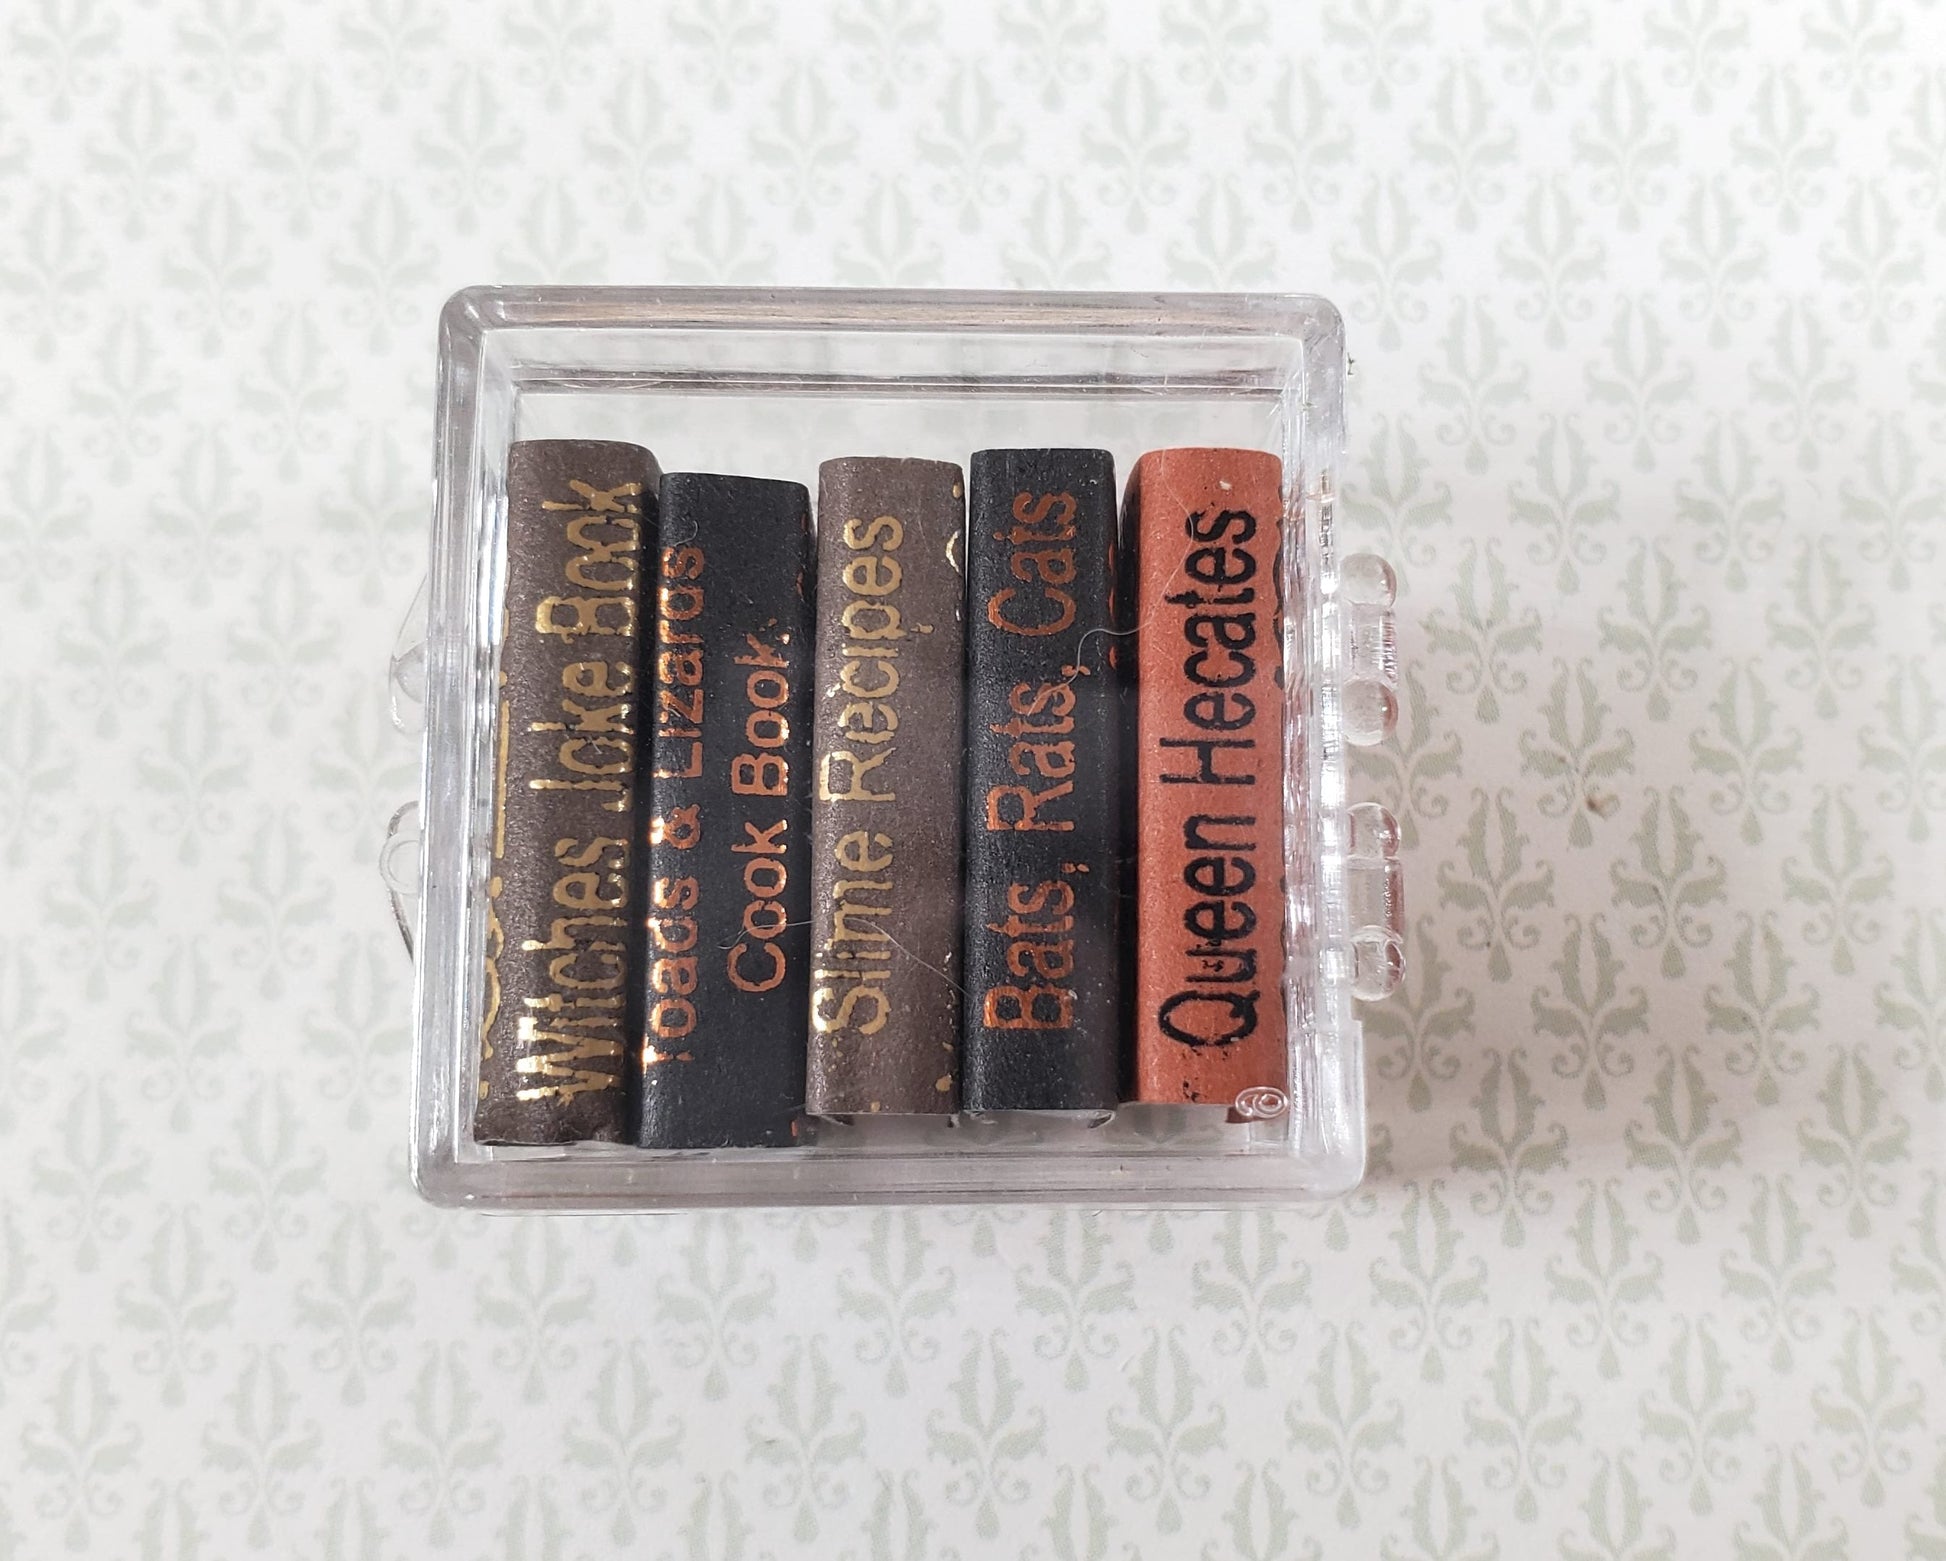 Witches Joke Book
Toads & Lizards
Cook Book
Slime Recipes
Bats, Rats, Cats
Queen Hecates